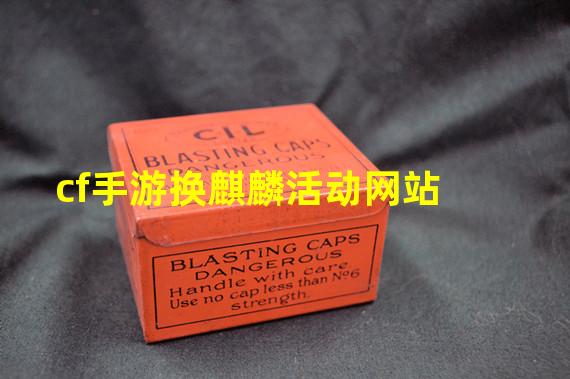 CIL
BLASTING CAPS
DANGEROUS
cf手游换麒麟活动网站
BLASTING CAPS
DANGEROUS
Handle with care
Use no cap less than Nº6
strength.